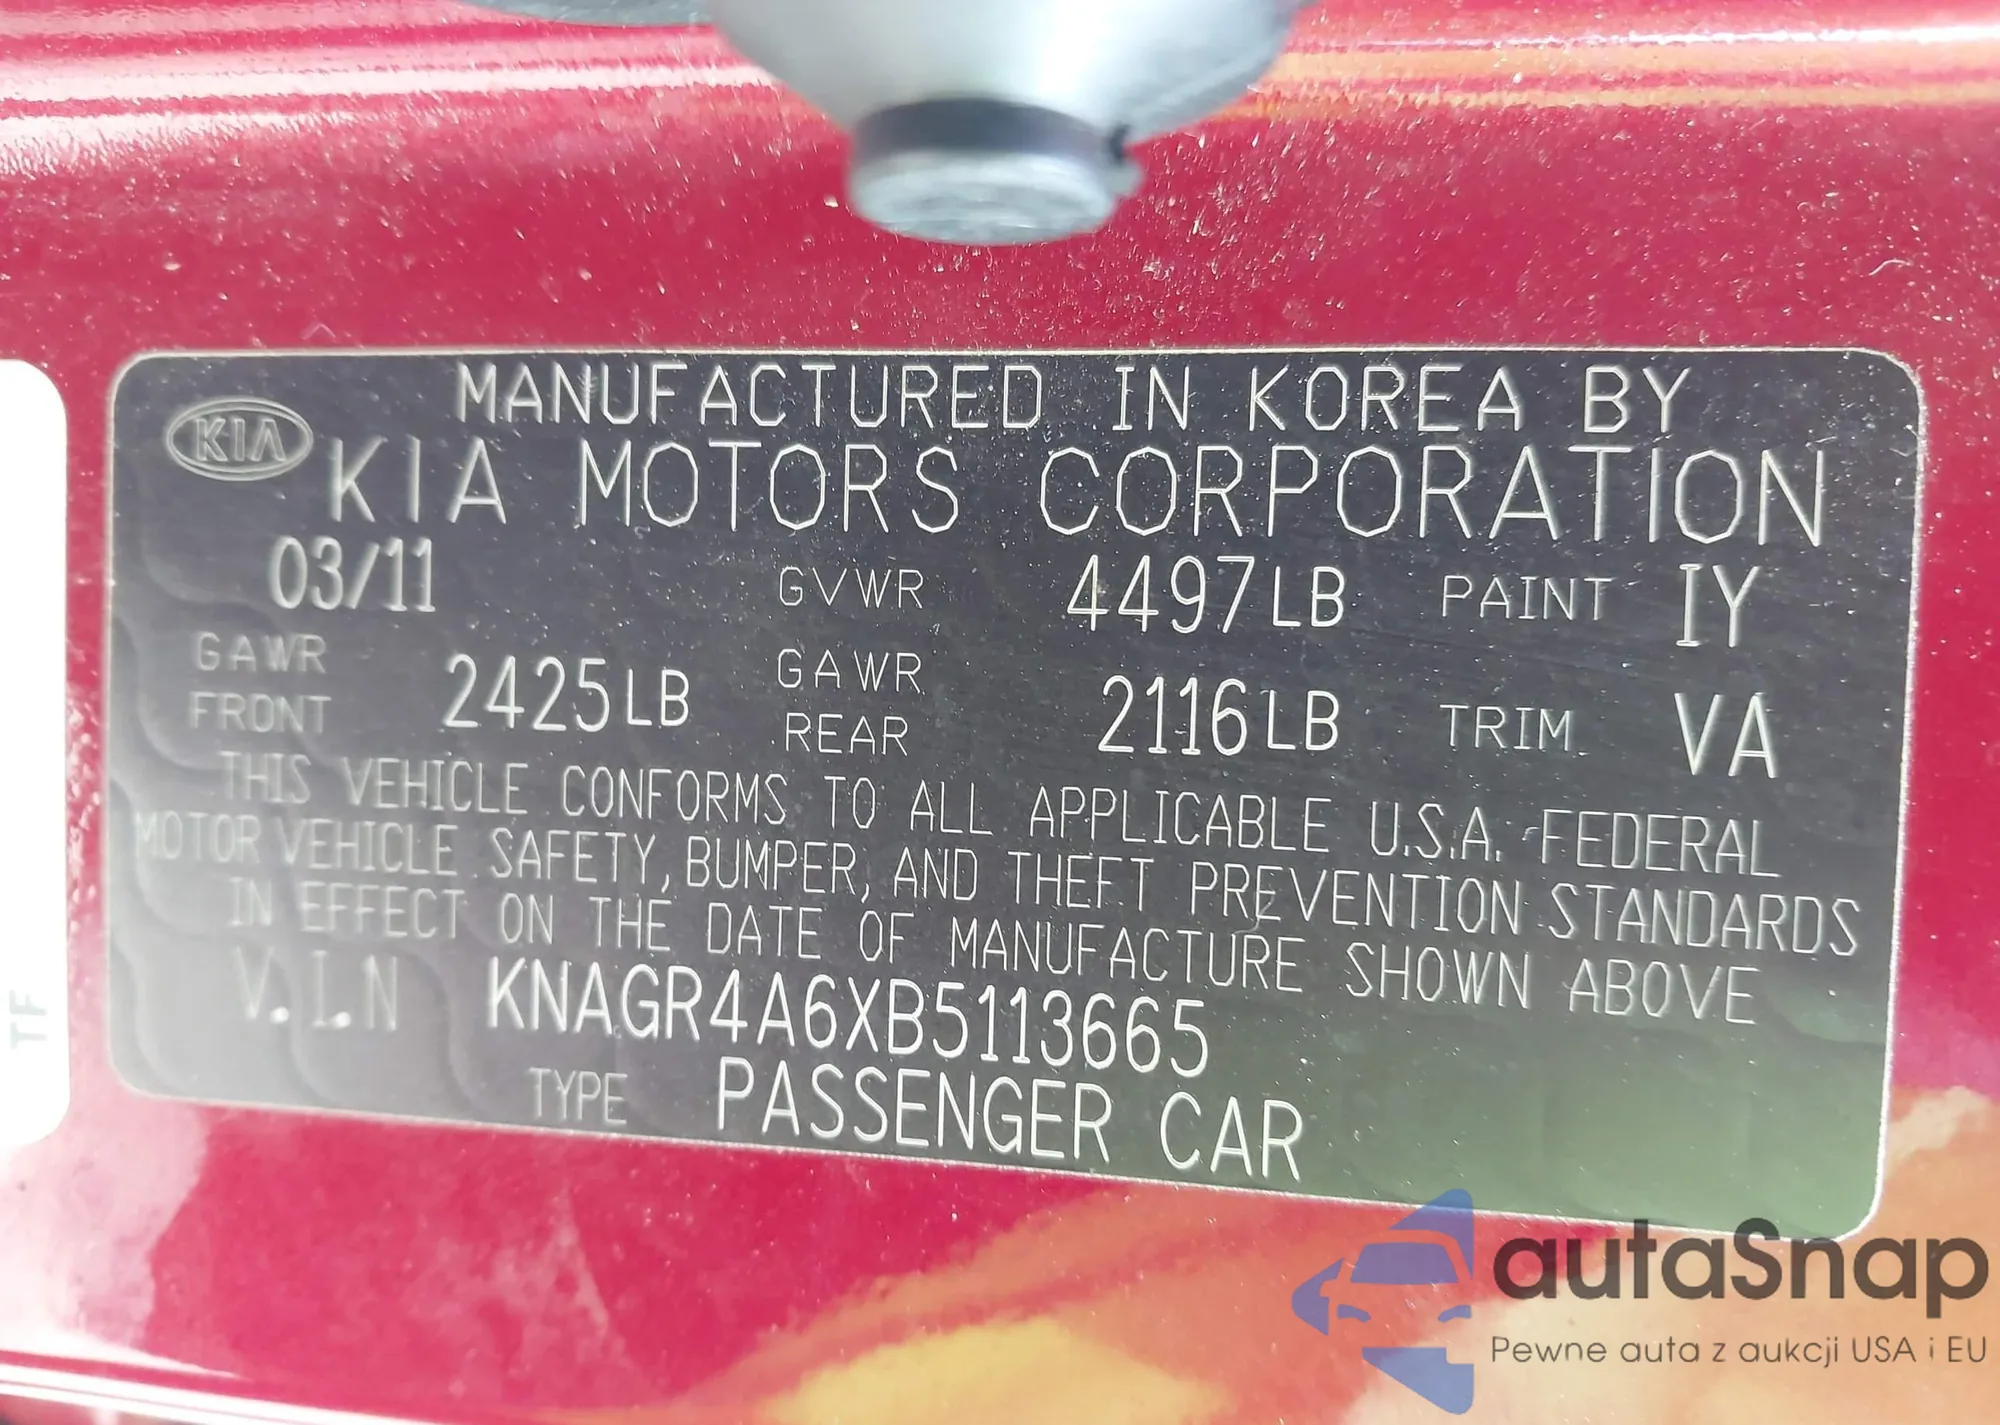 MANUFACTURED IN KOREA BY
KIA KIA MOTORS CORPORATION
03/11 GVWR 4497LB PAINT IY
GAWR FRONT 2425LB GAWR REAR 2116LB TRIM VA
THIS VEHICLE CONFORMS TO ALL APPLICABLE U.S.A. FEDERAL
MOTOR VEHICLE SAFETY, BUMPER, AND THEFT PREVENTION STANDARDS
IN EFFECT ON THE DATE OF MANUFACTURE SHOWN ABOVE
V.I.N KNAGR4A6XB5113665
TYPE PASSENGER CAR
TF
autaSnap
Pewne auta z aukcji USA i EU